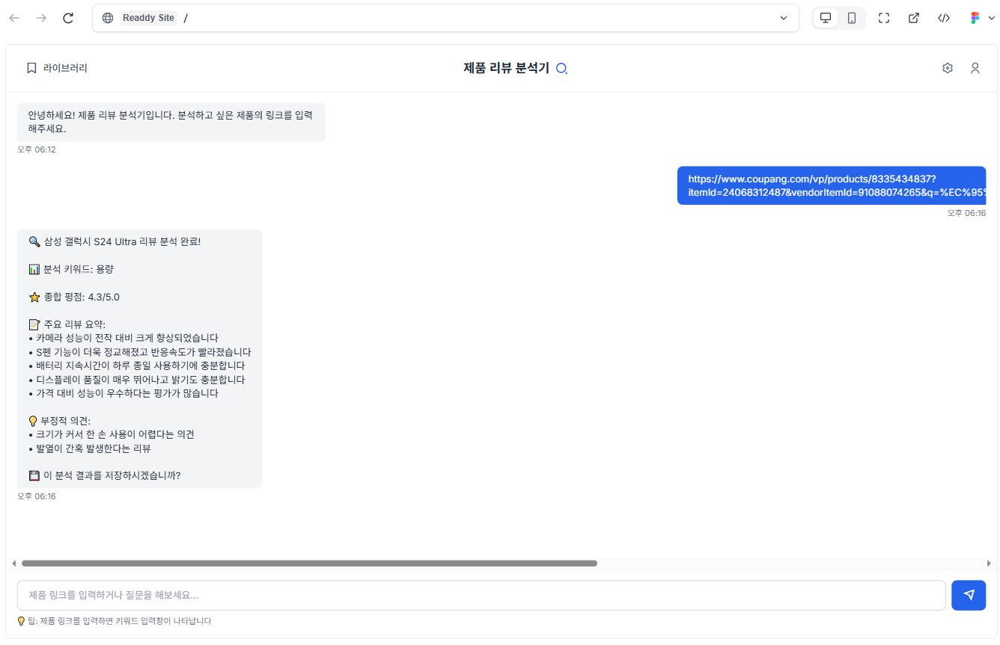 Readdy Site /
라이브러리
제품 리뷰 분석기
안녕하세요! 제품 리뷰 분석기입니다. 분석하고 싶은 제품의 링크를 입력
해주세요.
오후 06:12
https://www.coupang.com/vp/products/8335434837?
itemId=24068312487&vendorItemId=91088074265&q=%EC%95%
오후 06:16
🔍 삼성 갤럭시 S24 Ultra 리뷰 분석 완료!
📊 분석 키워드: 용량
⭐ 종합 평점: 4.3/5.0
📝 주요 리뷰 요약:
• 카메라 성능이 전작 대비 크게 향상되었습니다
• S펜 기능이 더욱 정교해졌고 반응속도가 빨라졌습니다
• 배터리 지속시간이 하루 종일 사용하기에 충분합니다
• 디스플레이 품질이 매우 뛰어나고 밝기도 충분합니다
• 가격 대비 성능이 우수하다는 평가가 많습니다
💡 부정적 의견:
• 크기가 커서 한 손 사용이 어렵다는 의견
• 발열이 간혹 발생한다는 리뷰
💾 이 분석 결과를 저장하시겠습니까?
오후 06:16
제품 링크를 입력하거나 질문을 해보세요...
💡 팁: 제품 링크를 입력하면 키워드 입력창이 나타납니다